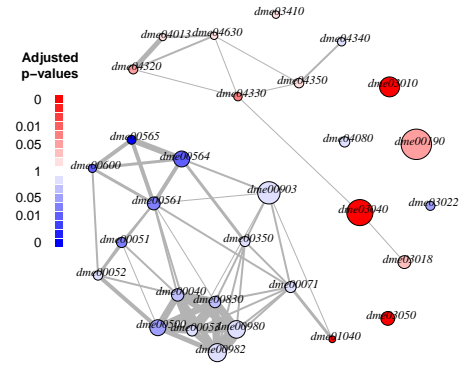 dme03410
dme04013
dme04630
dme04340
dme04320
dme04350
dme03010
dme04330
Adjusted
p−values
0
0.01
0.05
1
0.05
0.01
0
dme00565
dme00564
dme00600
dme04080
dme00190
dme00561
dme00903
dme03040
dme03022
dme00051
dme00350
dme03018
dme00052
dme00071
dme00040
dme00830
dme00500
dme00980
dme00982
dme01040
dme03050